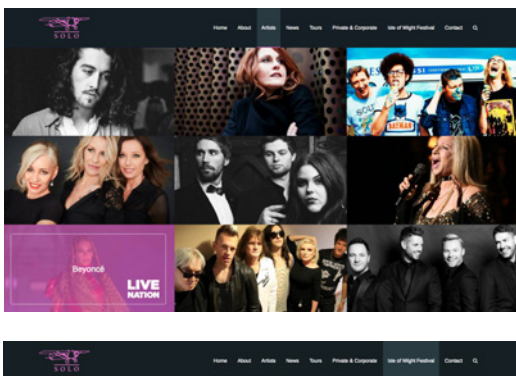 SOLO
Home About Artists News Tours Private & Corporate Isle of Wight Festival Contact
BATMAN
Beyoncé
LIVE
NATION
SOLO
Home About Artists News Tours Private & Corporate Isle of Wight Festival Contact